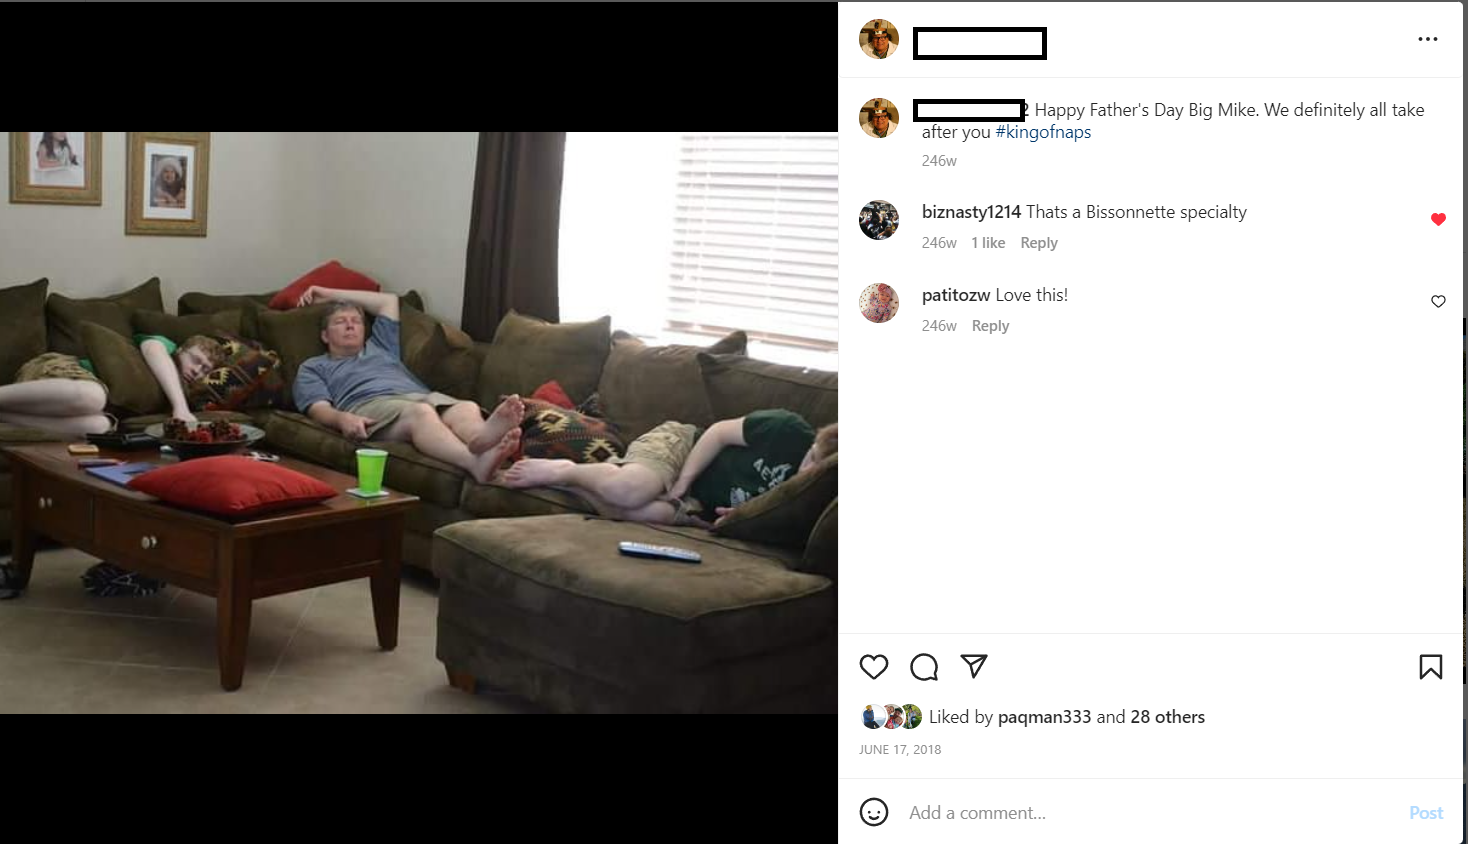 2 Happy Father's Day Big Mike. We definitely all take
after you #kingofnaps
246w
biznasty1214 Thats a Bissonnette specialty
246w 1 like Reply
patitozw Love this!
246w Reply
Liked by paqman333 and 28 others
JUNE 17, 2018
Add a comment...
Post